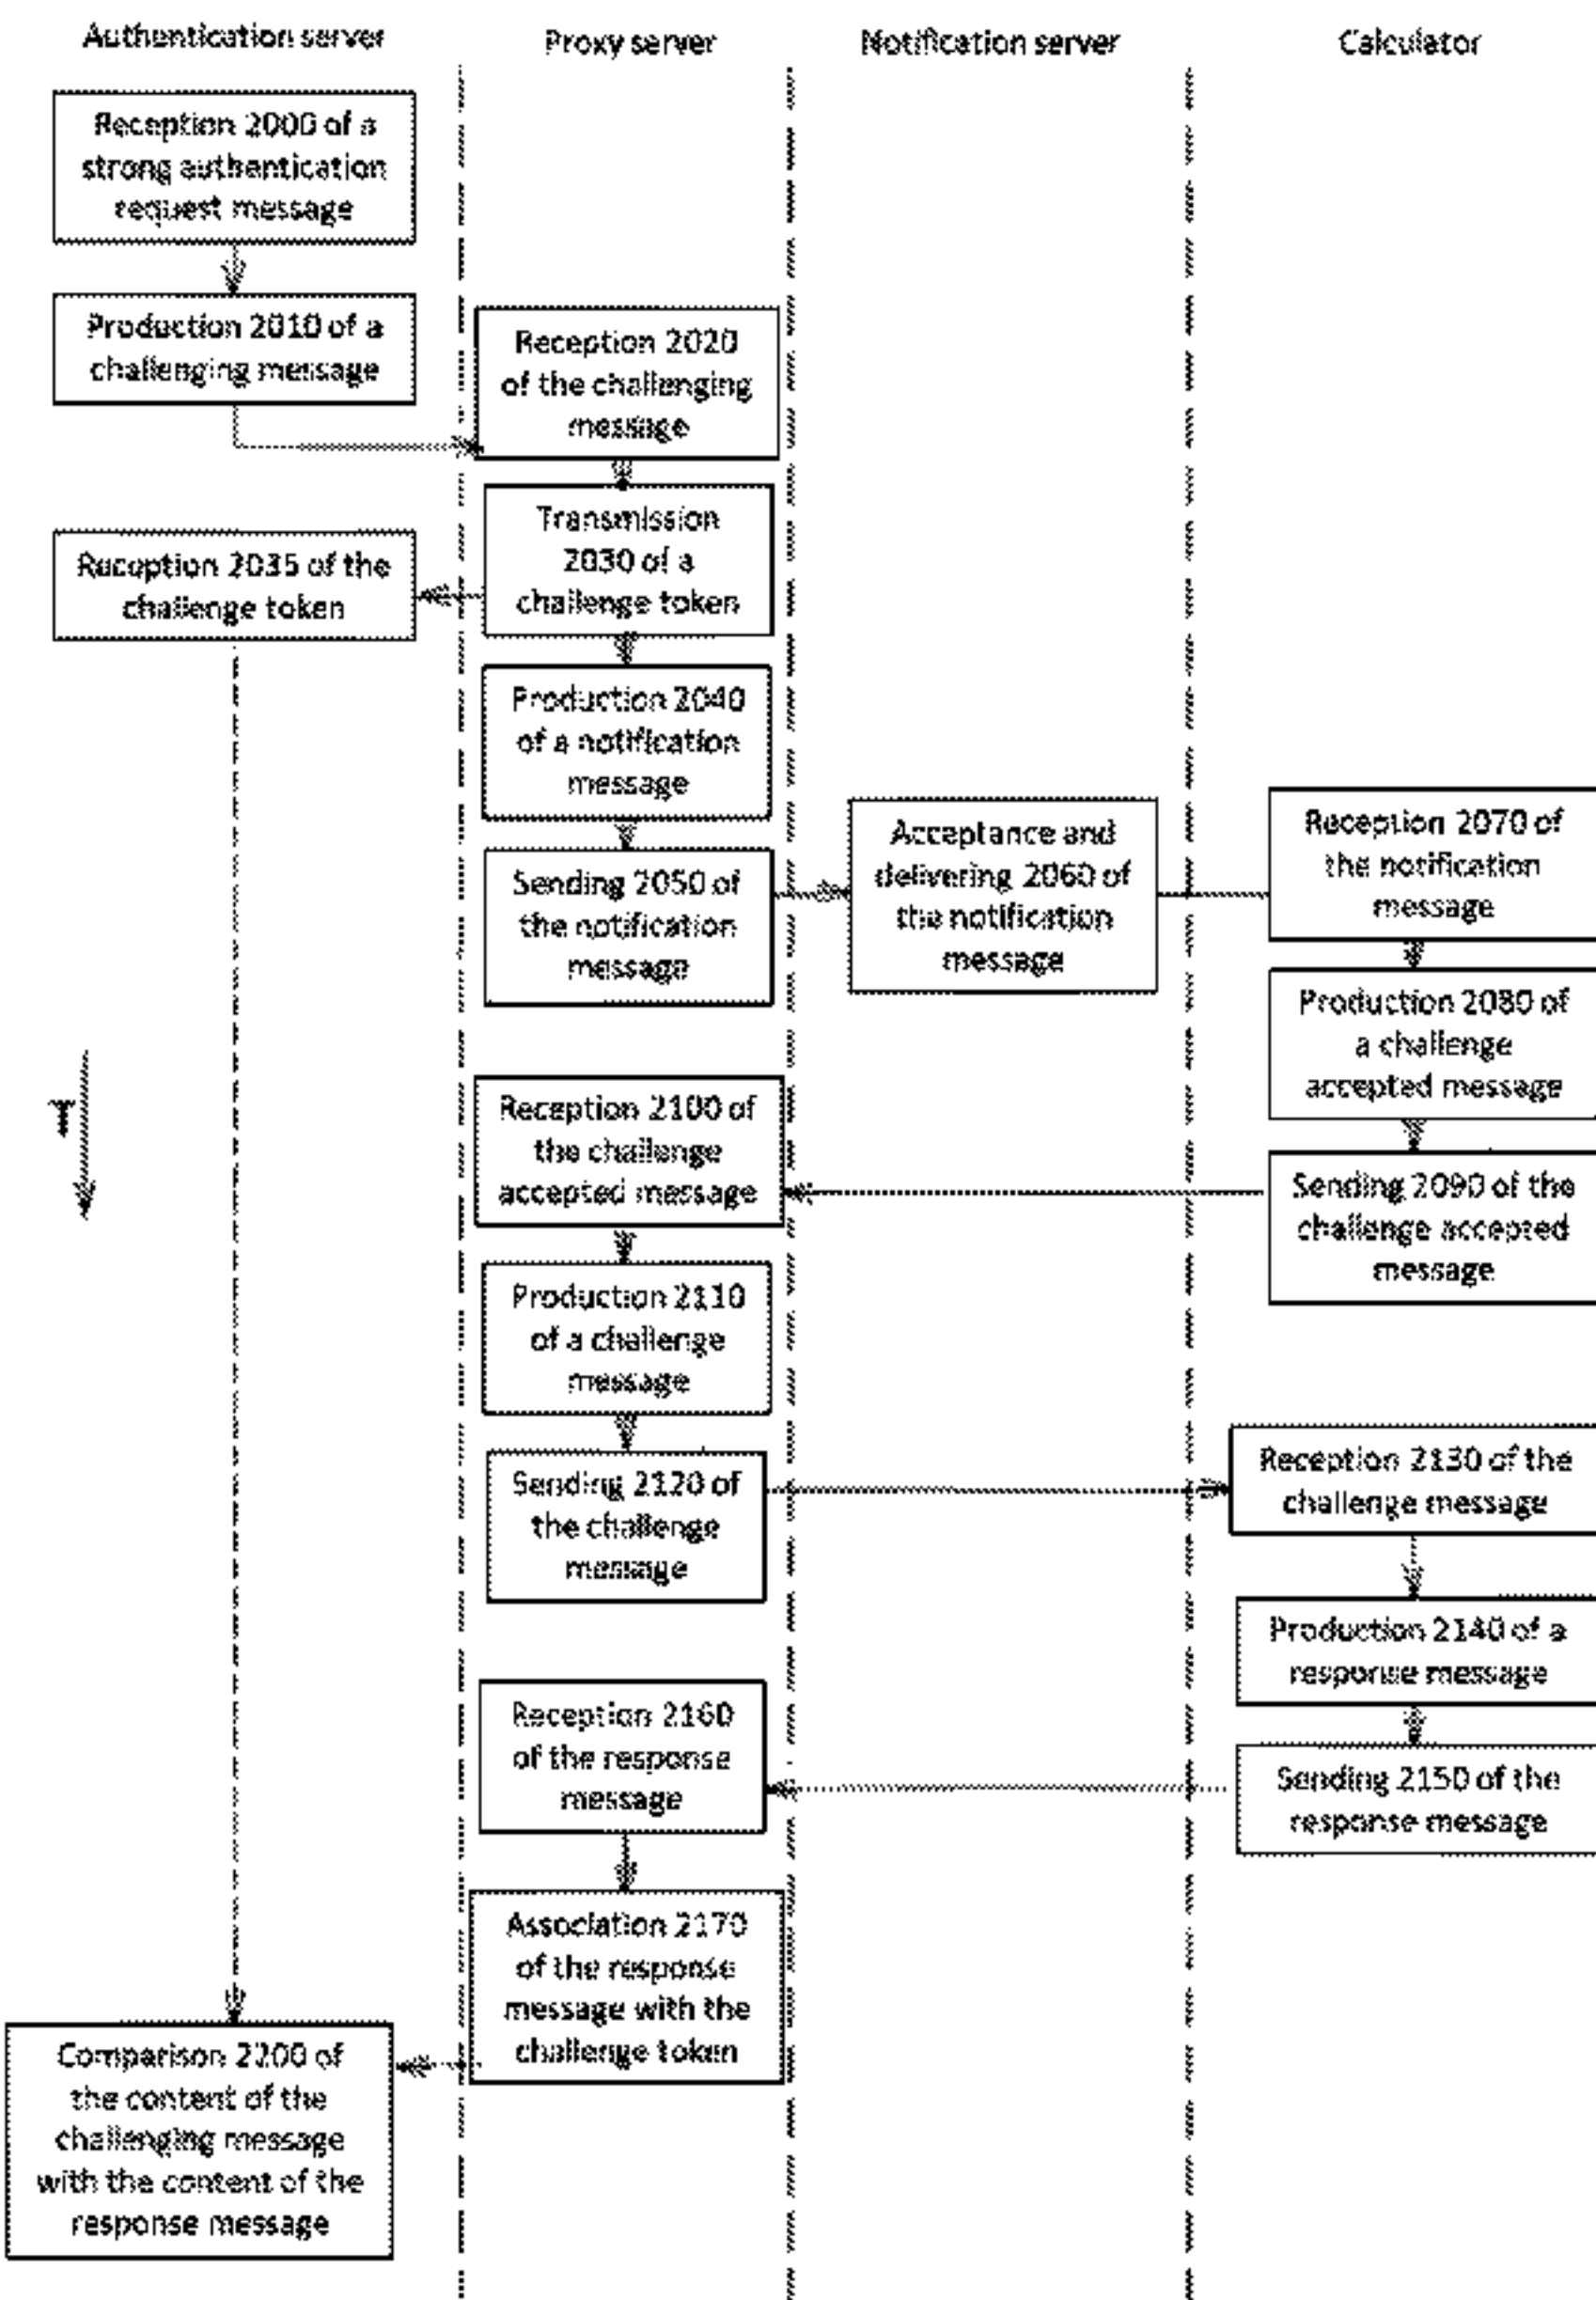 Authentication server
Proxy server
Notification server
Calculator
Reception 2000 of a
strong authentication
request message
Production 2010 of a
challenging message
Reception 2020
of the challenging
message
Transmission
2030 of a
challenge token
Reception 2035 of the
challenge token
Production 2040
of a notification
message
Sending 2050 of
the notification
message
Acceptance and
delivering 2060 of
the notification
message
Reception 2070 of
the notification
message
Production 2080 of
a challenge
accepted message
Sending 2090 of the
challenge accepted
message
T
Reception 2100 of
the challenge
accepted message
Production 2110
of a challenge
message
Sending 2120 of
the challenge
message
Reception 2130 of the
challenge message
Production 2140 of a
response message
Sending 2150 of the
response message
Reception 2160
of the response
message
Association 2170
of the response
message with the
challenge token
Comparison 2200 of
the content of the
challenging message
with the content of the
response message